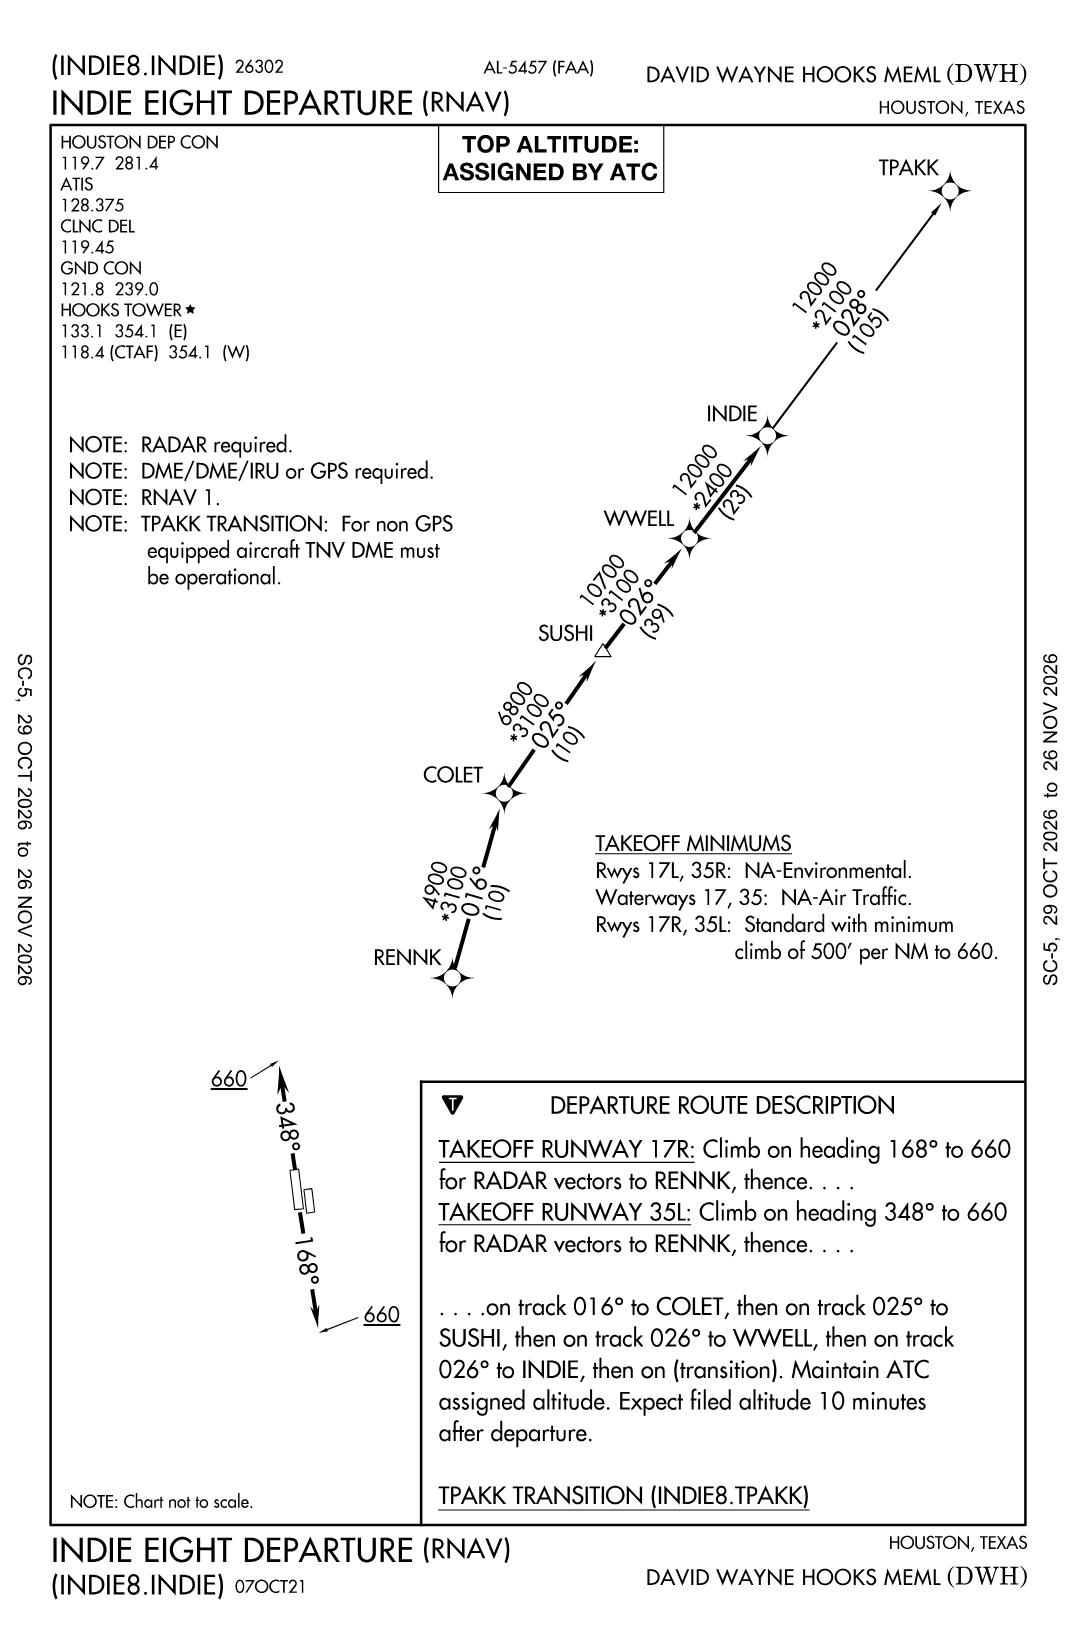 (INDIE8.INDIE) 26302
AL-5457 (FAA)
DAVID WAYNE HOOKS MEML (DWH)
INDIE EIGHT DEPARTURE (RNAV)
HOUSTON, TEXAS
HOUSTON DEP CON
119.7 281.4
ATIS
128.375
CLNC DEL
119.45
GND CON
121.8 239.0
HOOKS TOWER ★
133.1 354.1 (E)
118.4 (CTAF) 354.1 (W)
TOP ALTITUDE:
ASSIGNED BY ATC
TPAKK
12000
*2100
028°
(105)
INDIE
12000
*2400
(23)
WWELL
10700
*3100
026°
(39)
SUSHI
6800
*3100
025°
(10)
COLET
4900
*3100
016°
(10)
RENNK
NOTE: RADAR required.
NOTE: DME/DME/IRU or GPS required.
NOTE: RNAV 1.
NOTE: TPAKK TRANSITION: For non GPS
equipped aircraft TNV DME must
be operational.
SC-5, 29 OCT 2026 to 26 NOV 2026
SC-5, 29 OCT 2026 to 26 NOV 2026
TAKEOFF MINIMUMS
Rwys 17L, 35R: NA-Environmental.
Waterways 17, 35: NA-Air Traffic.
Rwys 17R, 35L: Standard with minimum
climb of 500' per NM to 660.
660
348°
168°
660
T
DEPARTURE ROUTE DESCRIPTION
TAKEOFF RUNWAY 17R: Climb on heading 168° to 660
for RADAR vectors to RENNK, thence. . . .
TAKEOFF RUNWAY 35L: Climb on heading 348° to 660
for RADAR vectors to RENNK, thence. . . .
. . . .on track 016° to COLET, then on track 025° to
SUSHI, then on track 026° to WWELL, then on track
026° to INDIE, then on (transition). Maintain ATC
assigned altitude. Expect filed altitude 10 minutes
after departure.
TPAKK TRANSITION (INDIE8.TPAKK)
NOTE: Chart not to scale.
INDIE EIGHT DEPARTURE (RNAV)
(INDIE8.INDIE) 07OCT21
HOUSTON, TEXAS
DAVID WAYNE HOOKS MEML (DWH)